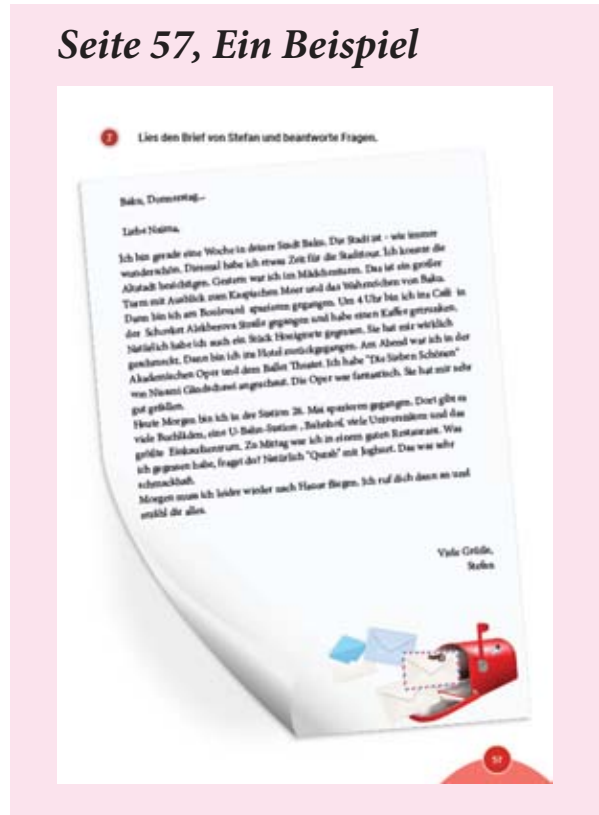 Seite 57, Ein Beispiel
7 Lies den Brief von Stefan und beantworte Fragen.
Baku, Donnerstag...
Liebe Naima,
Ich bin gerade eine Woche in deiner Stadt Baku. Die Stadt ist - wie immer
wunderschön. Diesmal habe ich etwas Zeit für die Stadttour. Ich konnte die
Altstadt besichtigen. Gestern war ich im Mädchenturm. Das ist ein großer
Turm mit Ausblick zum Kaspischen Meer und das Wahrzeichen von Baku.
Dann bin ich am Boulevard spazieren gegangen. Um 4 Uhr bin ich ins Café in
der Schovket Alekberova Straße gegangen und habe einen Kaffee getrunken.
Natürlich habe ich auch ein Stück Honigtorte gegessen. Sie hat mir wirklich
geschmeckt. Dann bin ich ins Hotel zurückgegangen. Am Abend war ich in der
Akademischen Oper und dem Ballet Theater. Ich habe "Die Sieben Schönen"
von Nisami Gändschawi angeschaut. Die Oper war fantastisch. Sie hat mir sehr
gut gefallen.
Heute Morgen bin ich in der Station 28. Mai spazieren gegangen. Dort gibt es
viele Buchläden, eine U-Bahn-Station, Bahnhof, viele Universitäten und das
größte Einkaufszentrum. Zu Mittag war ich in einem guten Restaurant. Was
ich gegessen habe, fragst du? Natürlich "Qutab" mit Joghurt. Das war sehr
schmackhaft.
Morgen muss ich leider wieder nach Hause fliegen. Ich ruf dich dann an und
erzähl dir alles.
Viele Grüße,
Stefan
57